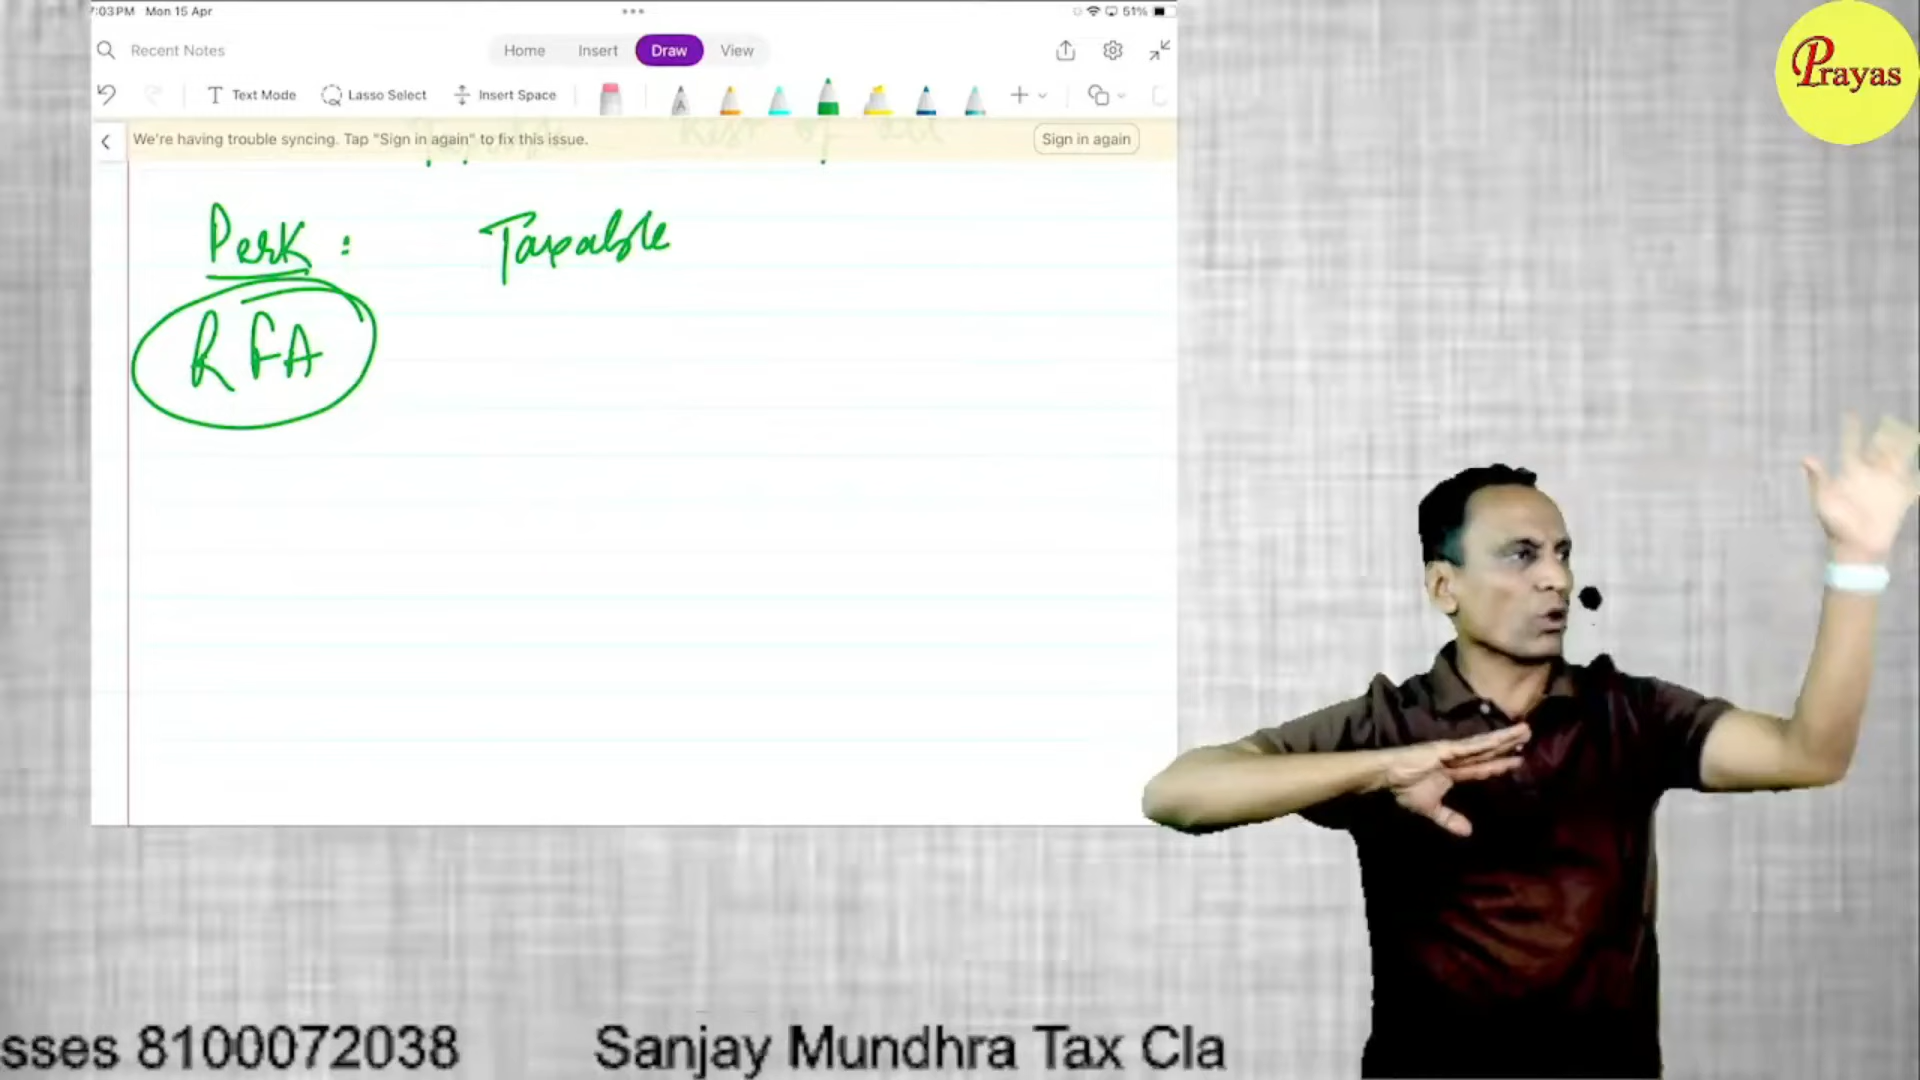 7:03PM Mon 15 Apr
51%
Recent Notes
Home Insert Draw View
Text Mode Lasso Select Insert Space
We're having trouble syncing. Tap "Sign in again" to fix this issue.
Sign in again
Perk : Taxable
RFA
Prayas
sses 8100072038 Sanjay Mundhra Tax Cla